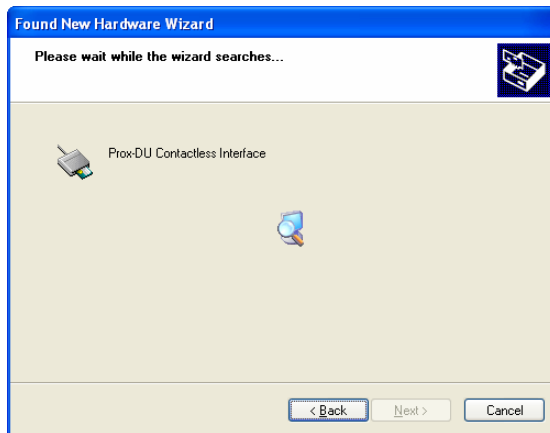 Found New Hardware Wizard
Please wait while the wizard searches...
Prox-DU Contactless Interface
< Back
Next >
Cancel